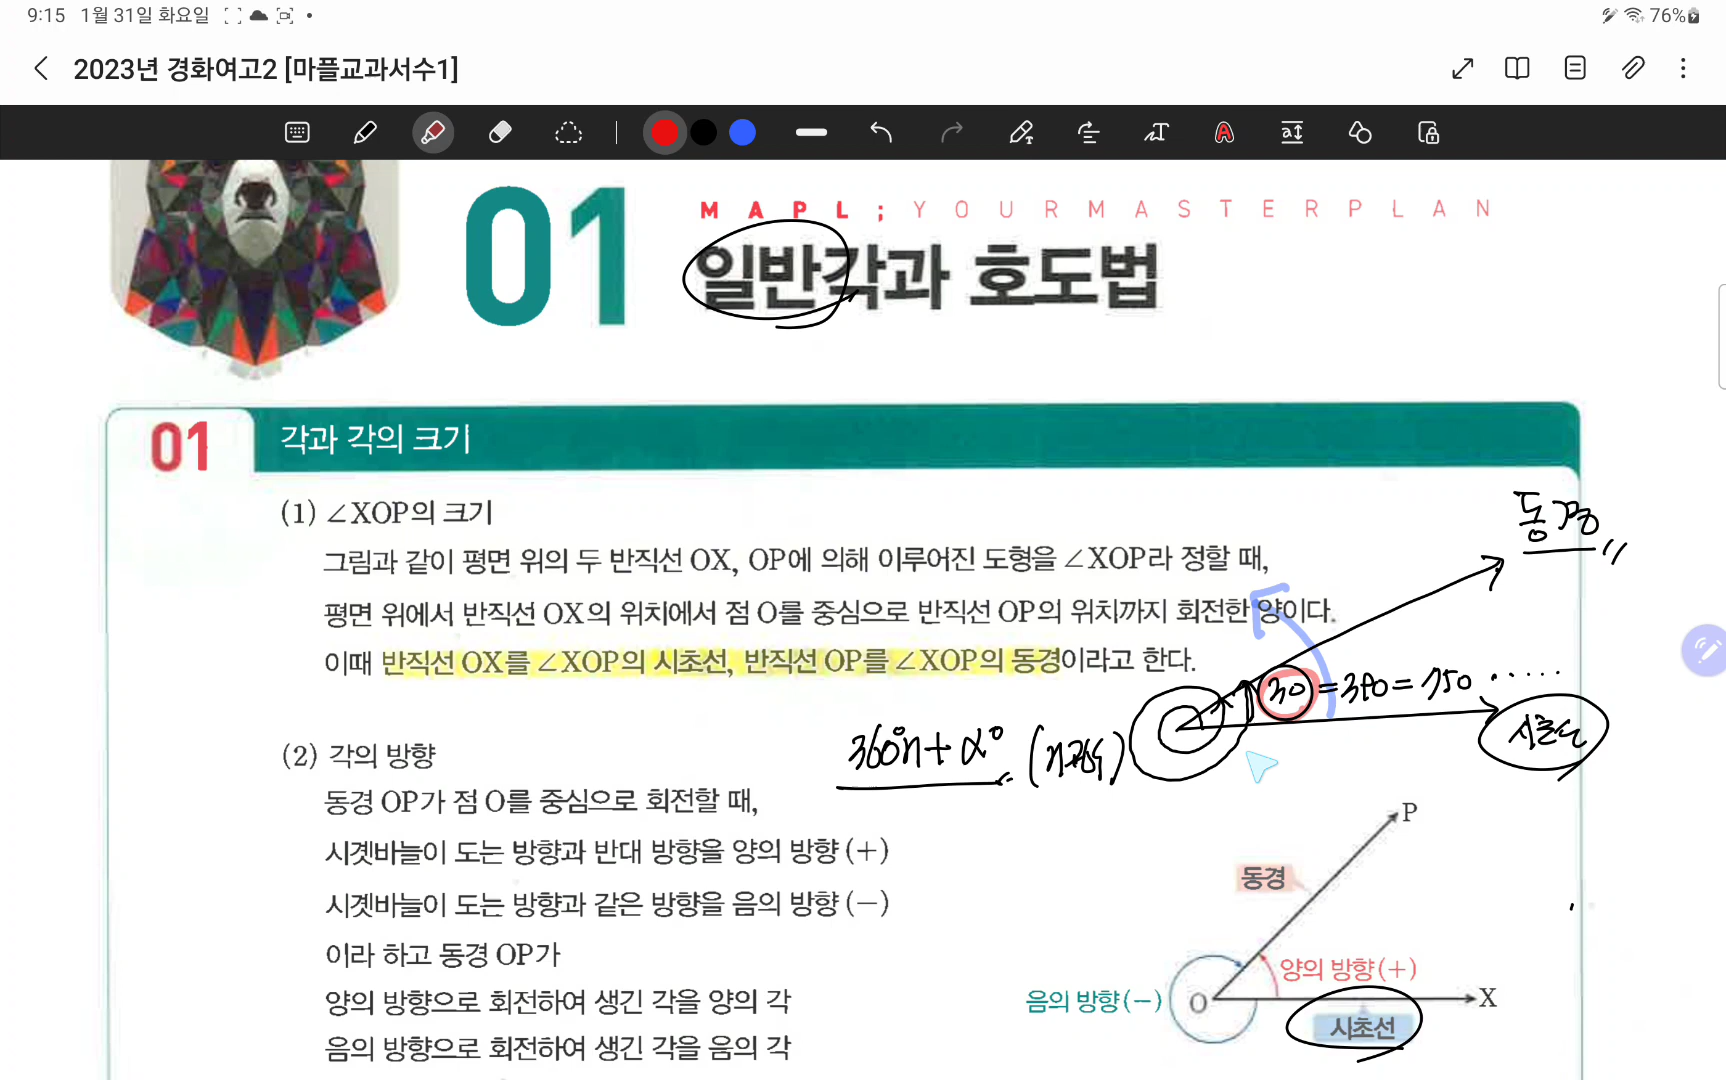 9:15 1월 31일 화요일
76%
2023년 경화여고2 [마플교과서수1]
01
MAPL; YOURMASTERPLAN
일반각과 호도법
01 각과 각의 크기
(1) ∠XOP의 크기
그림과 같이 평면 위의 두 반직선 OX, OP에 의해 이루어진 도형을 ∠XOP라 정할 때,
평면 위에서 반직선 OX의 위치에서 점 O를 중심으로 반직선 OP의 위치까지 회전한 양이다.
이때 반직선 OX를 ∠XOP의 시초선, 반직선 OP를 ∠XOP의 동경이라고 한다.
동경
30 = 390 = 750 ······
시초선
360°n + α° (n정수)
(2) 각의 방향
동경 OP가 점 O를 중심으로 회전할 때,
시곗바늘이 도는 방향과 반대 방향을 양의 방향(+)
시곗바늘이 도는 방향과 같은 방향을 음의 방향(-)
이라 하고 동경 OP가
양의 방향으로 회전하여 생긴 각을 양의 각
음의 방향으로 회전하여 생긴 각을 음의 각
P
동경
양의 방향(+)
음의 방향(-)
O
X
시초선